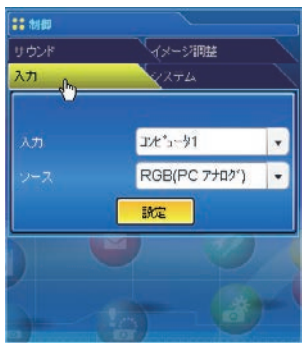 制御
サウンド
イメージ調整
入力
システム
入力
コンピュータ1
ソース
RGB(PC アナログ)
設定